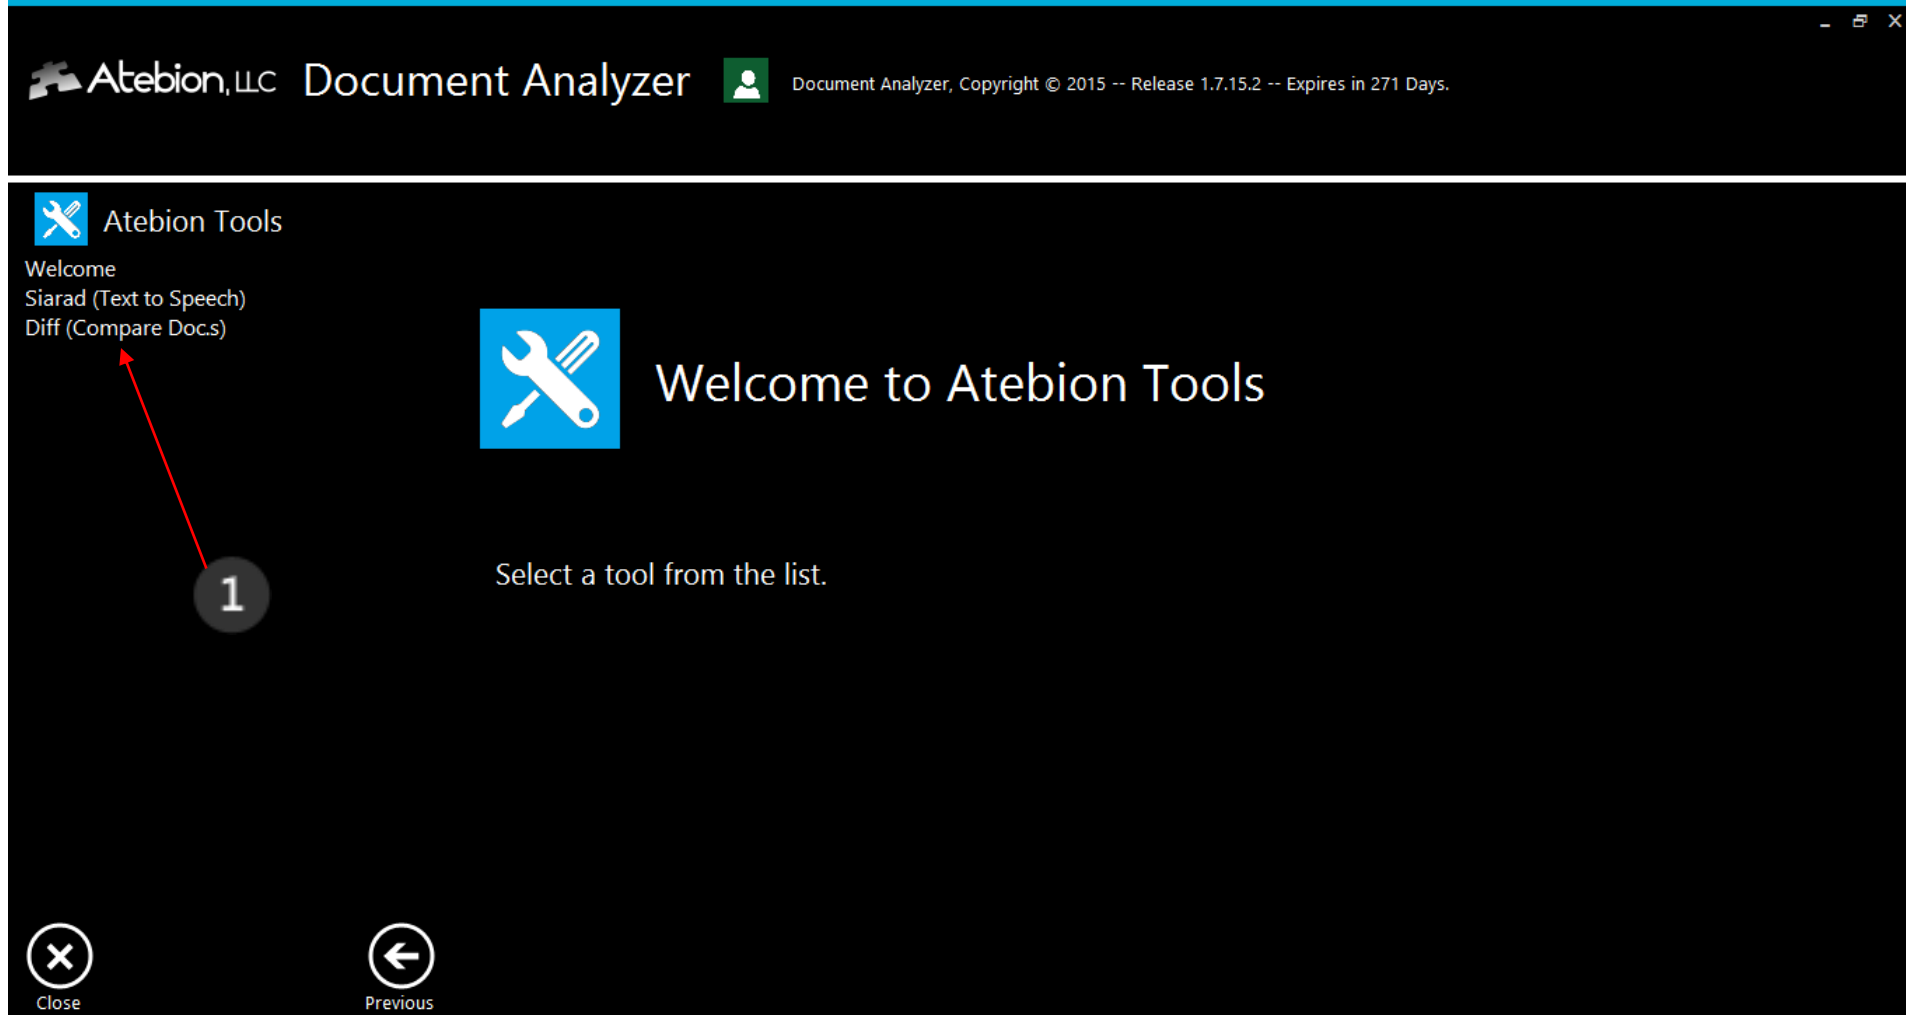 Atebion, LLC Document Analyzer Document Analyzer, Copyright © 2015 -- Release 1.7.15.2 -- Expires in 271 Days.
Atebion Tools
Welcome
Siarad (Text to Speech)
Diff (Compare Doc.s)
Welcome to Atebion Tools
Select a tool from the list.
1
Close
Previous